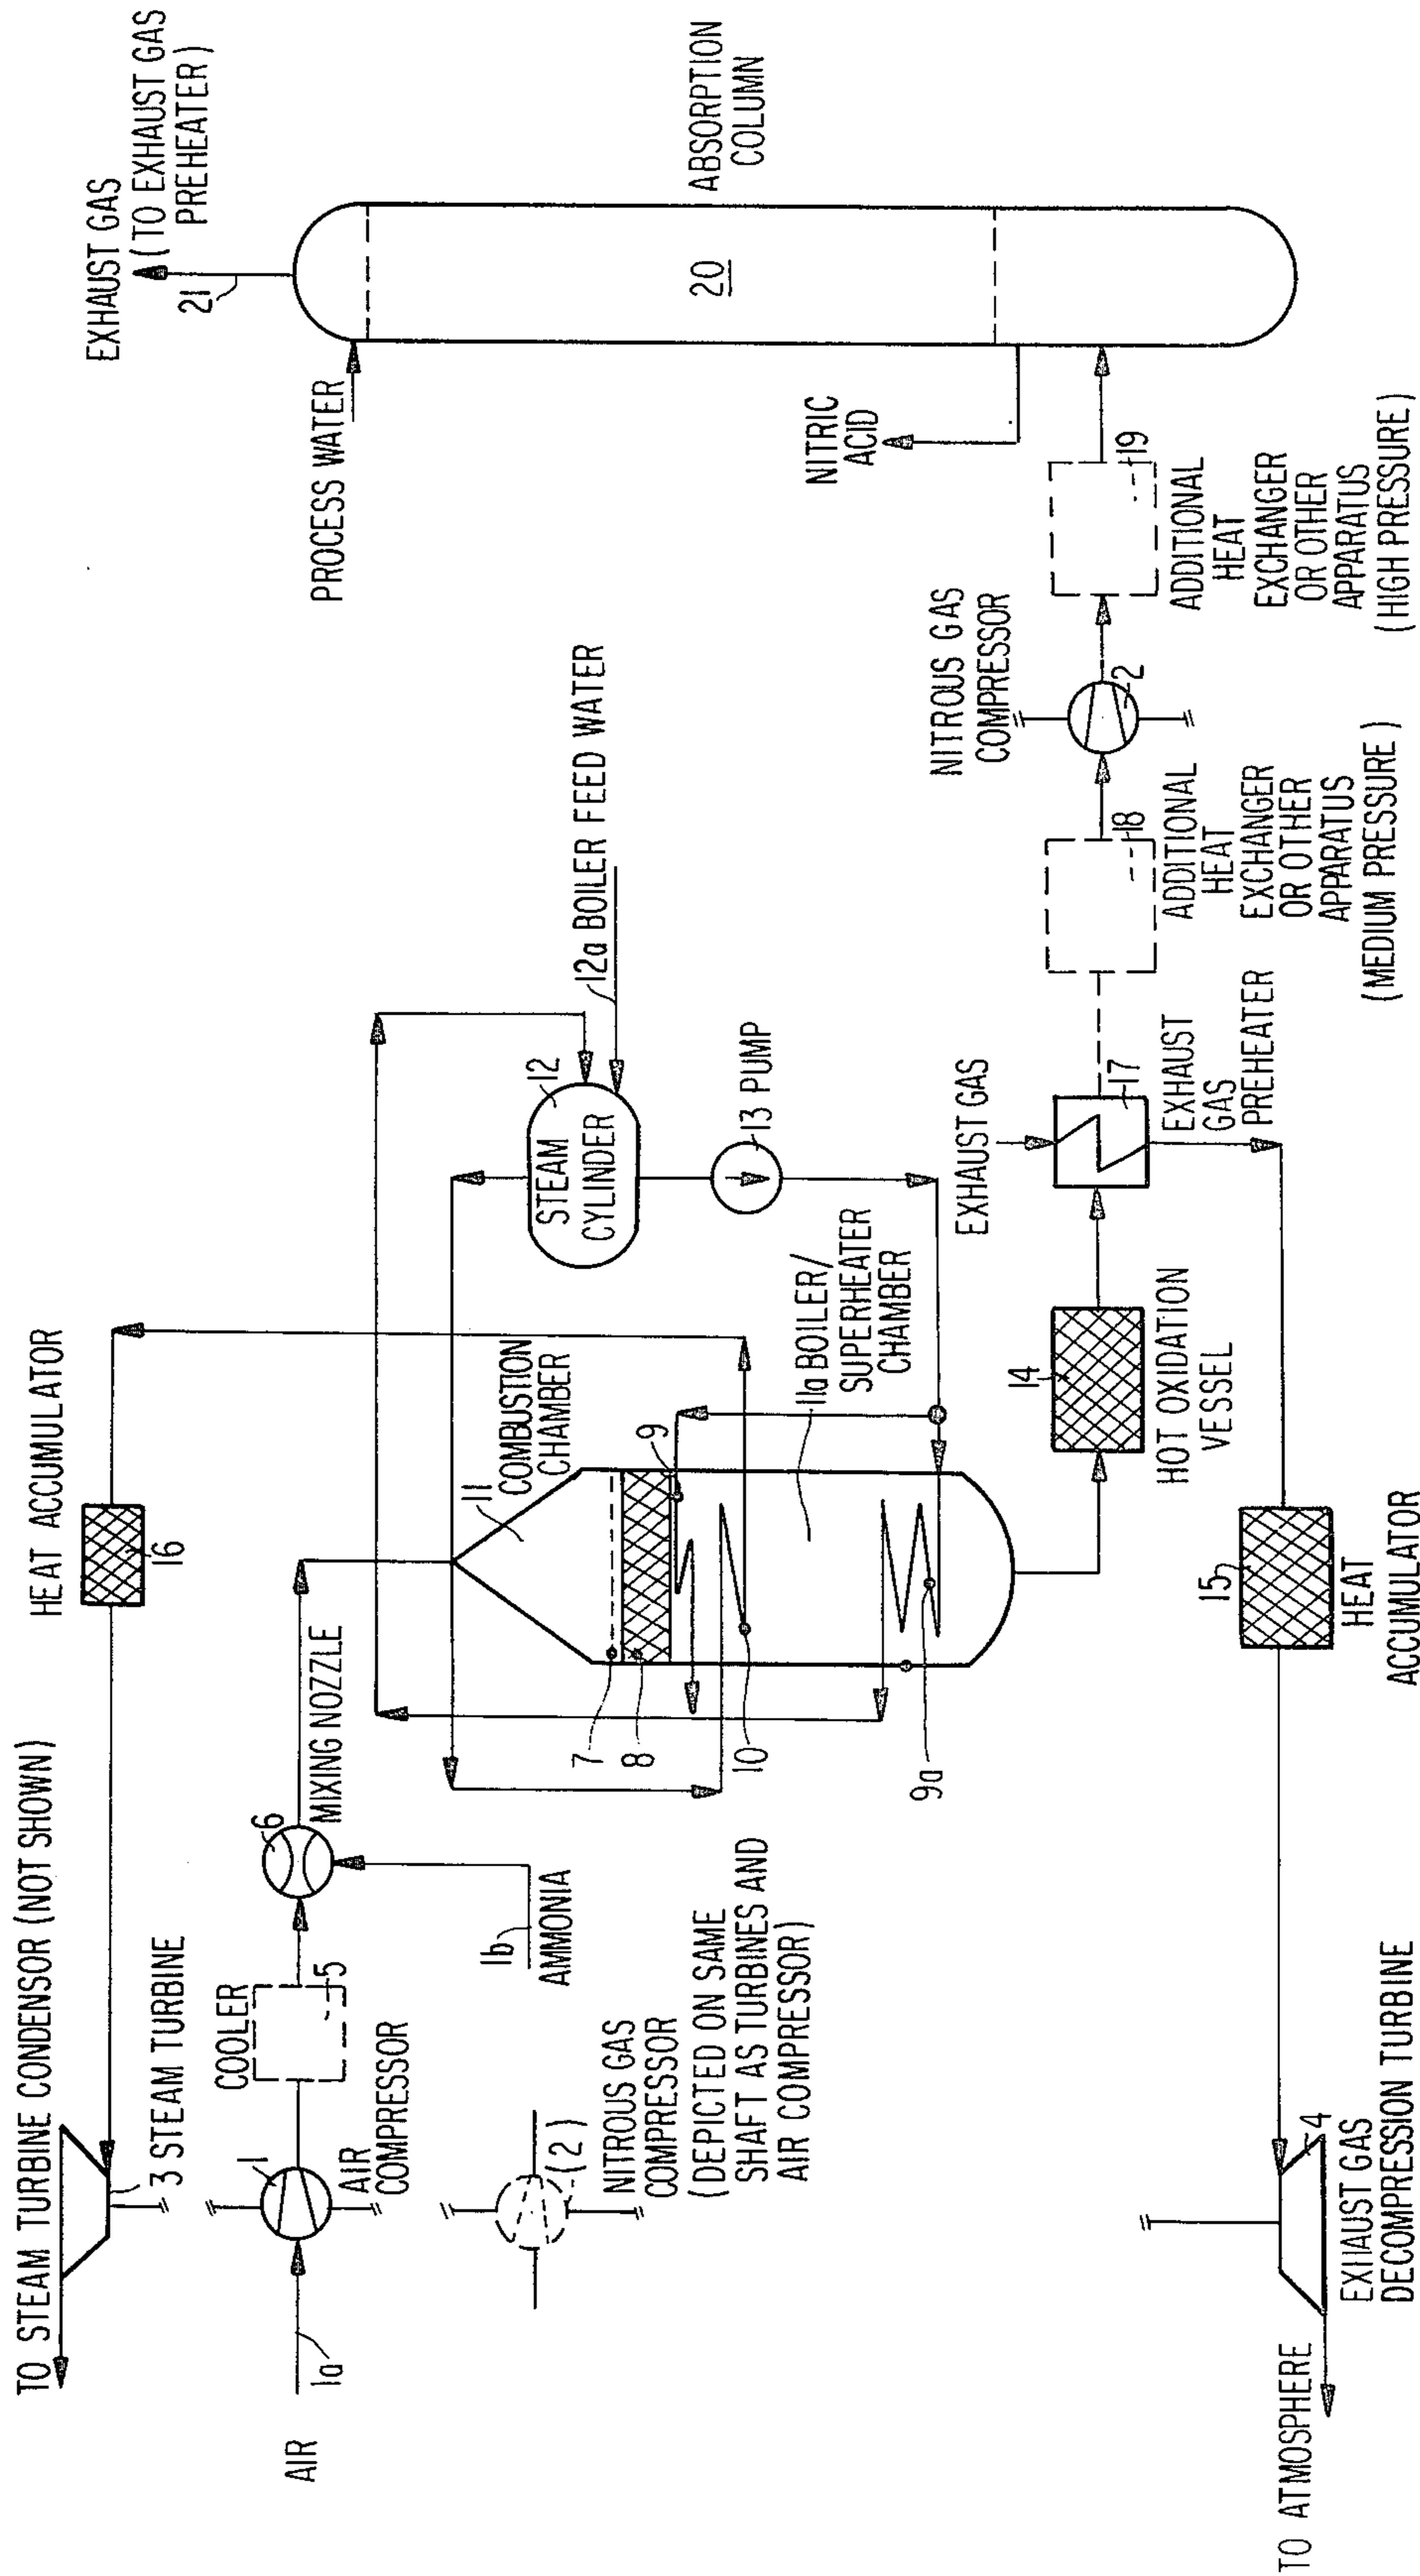 TO STEAM TURBINE CONDENSOR (NOT SHOWN)
3 STEAM TURBINE
HEAT ACCUMULATOR
16
AIR
1a
1
AIR
COMPRESSOR
COOLER
5
6
MIXING NOZZLE
1b
AMMONIA
(2)
NITROUS GAS
COMPRESSOR
(DEPICTED ON SAME
SHAFT AS TURBINES AND
AIR COMPRESSOR)
11
COMBUSTION
CHAMBER
7
8
9
10
9a
11a BOILER/
SUPERHEATER
CHAMBER
12
STEAM
CYLINDER
12a BOILER FEED WATER
13 PUMP
EXHAUST GAS
(TO EXHAUST GAS
PREHEATER)
21
PROCESS WATER
20
ABSORPTION
COLUMN
NITRIC
ACID
14
HOT OXIDATION
VESSEL
EXHAUST GAS
17
EXHAUST
GAS
PREHEATER
18
ADDITIONAL
HEAT
EXCHANGER
OR OTHER
APPARATUS
(MEDIUM PRESSURE)
NITROUS GAS
COMPRESSOR
2
19
ADDITIONAL
HEAT
EXCHANGER
OR OTHER
APPARATUS
(HIGH PRESSURE)
15
HEAT
ACCUMULATOR
4
EXHAUST GAS
DECOMPRESSION TURBINE
TO ATMOSPHERE